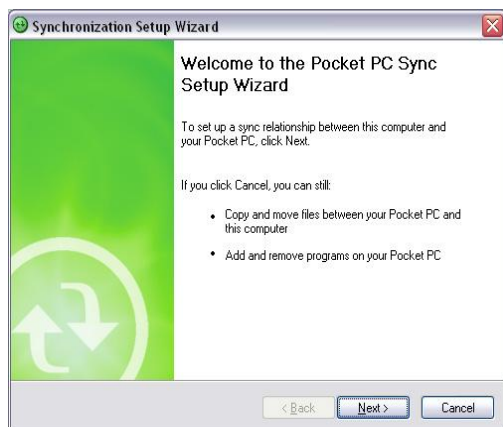 Synchronization Setup Wizard
Welcome to the Pocket PC Sync
Setup Wizard
To set up a sync relationship between this computer and
your Pocket PC, click Next.
If you click Cancel, you can still:
• Copy and move files between your Pocket PC and
this computer
• Add and remove programs on your Pocket PC
< Back Next > Cancel